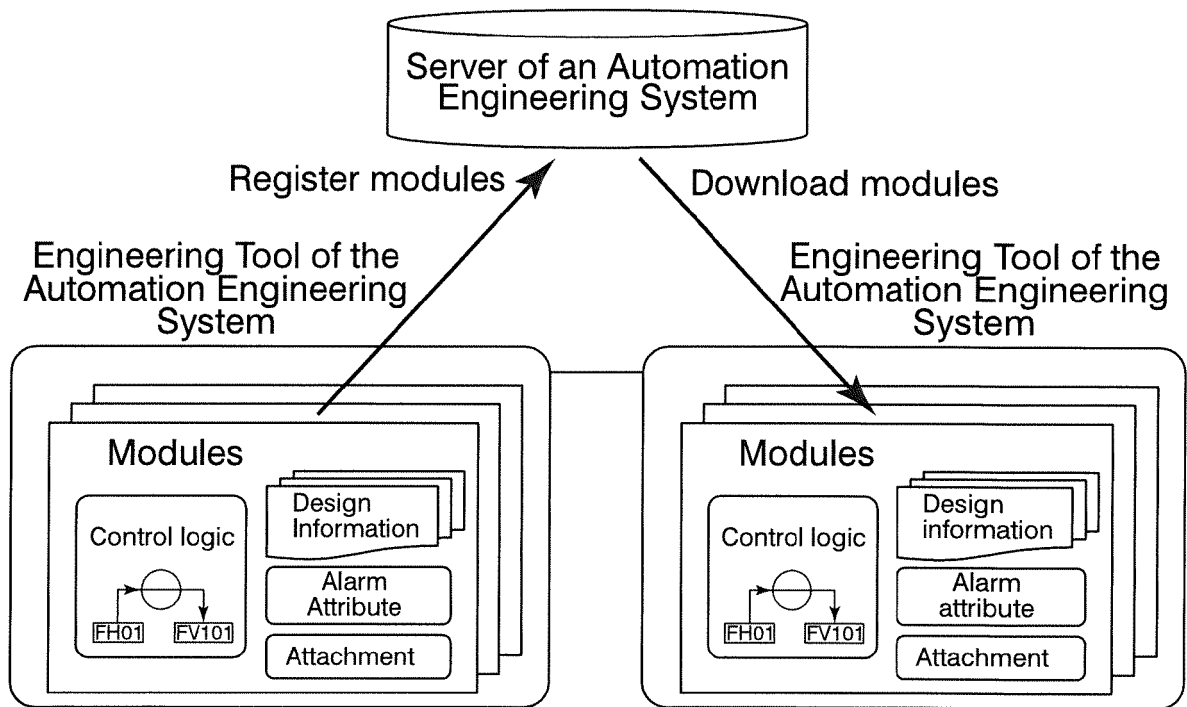 Server of an Automation
Engineering System
Register modules
Download modules
Engineering Tool of the
Automation Engineering
System
Engineering Tool of the
Automation Engineering
System
Modules
Control logic
FH01
FV101
Design
Information
Alarm
Attribute
Attachment
Modules
Control logic
FH01
FV101
Design
information
Alarm
attribute
Attachment